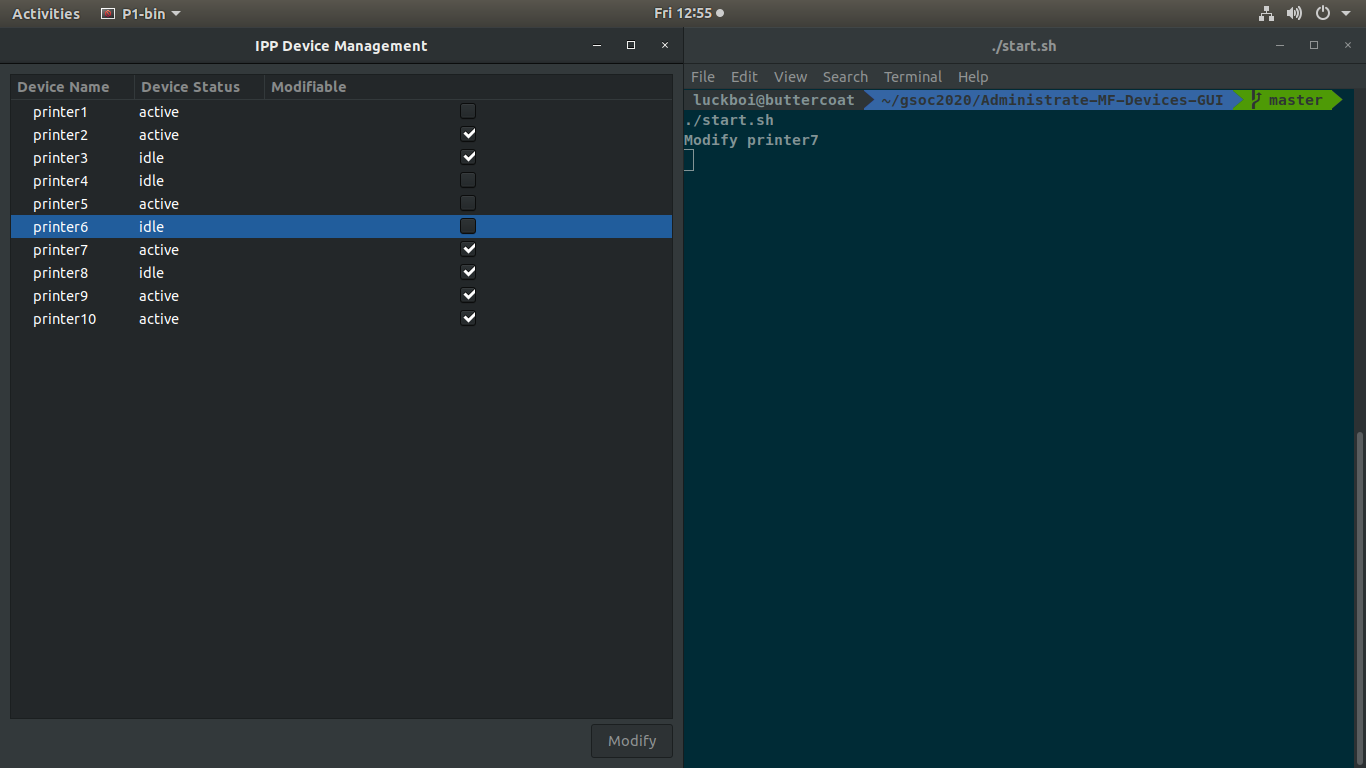 Activities P1-bin Fri 12:55
IPP Device Management
Device Name Device Status Modifiable
printer1 active
printer2 active
printer3 idle
printer4 idle
printer5 active
printer6 idle
printer7 active
printer8 idle
printer9 active
printer10 active
Modify
./start.sh
File Edit View Search Terminal Help
luckboi@buttercoat ~/gsoc2020/Administrate-MF-Devices-GUI master
./start.sh
Modify printer7